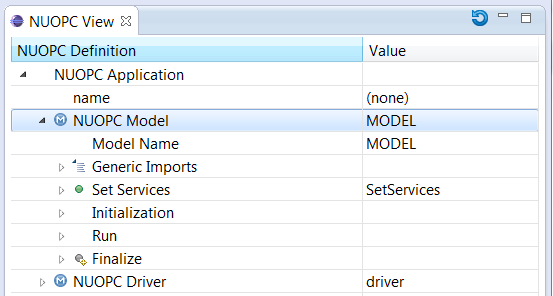 NUOPC View
NUOPC Definition Value
NUOPC Application
name (none)
M NUOPC Model MODEL
Model Name MODEL
Generic Imports
Set Services SetServices
Initialization
Run
Finalize
M NUOPC Driver driver